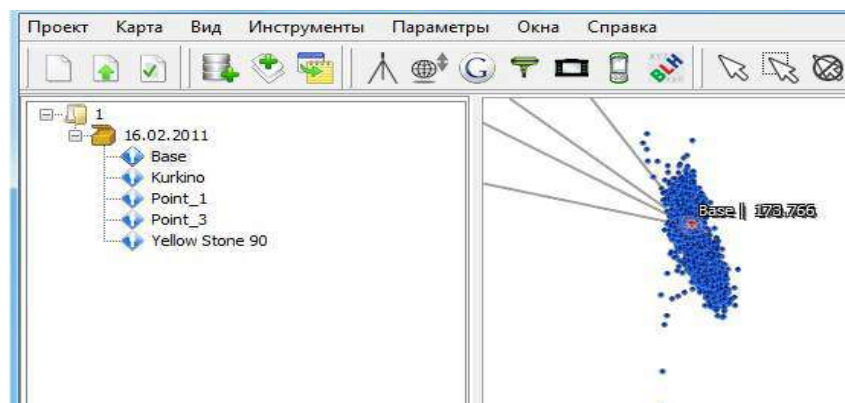 Проект Карта Вид Инструменты Параметры Окна Справка
G BLH
1
16.02.2011
Base
Kurkino
Point_1
Point_3
Yellow Stone 90
Base || 173.766